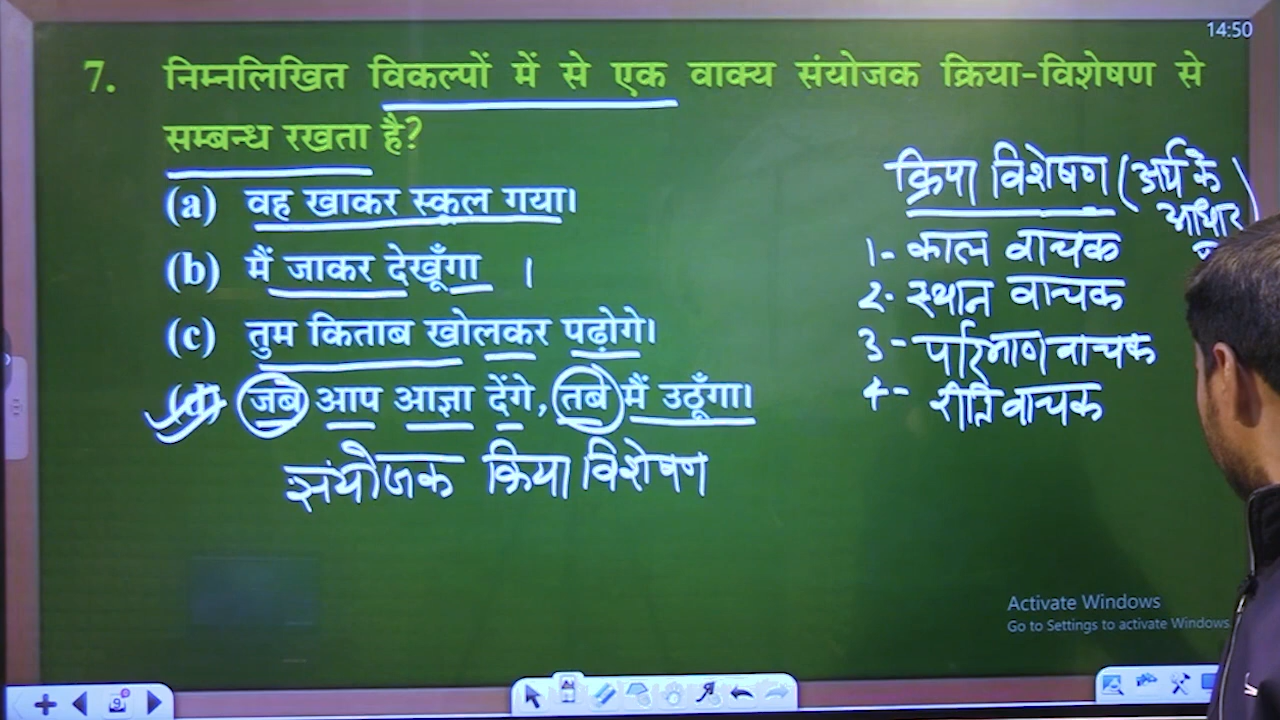 14:50
7. निम्नलिखित विकल्पों में से एक वाक्य संयोजक क्रिया-विशेषण से
सम्बन्ध रखता है?
(a) वह खाकर स्कूल गया।
(b) मैं जाकर देखूँगा ।
(c) तुम किताब खोलकर पढ़ोगे।
(d) जब आप आज्ञा देंगे, तब मैं उठूँगा।
संयोजक क्रिया विशेषण
क्रिया विशेषण (अर्थ के
आधार
1- काल वाचक
2- स्थान वाचक
3- परिमाण वाचक
4- रीति वाचक
Activate Windows
Go to Settings to activate Windows.
9